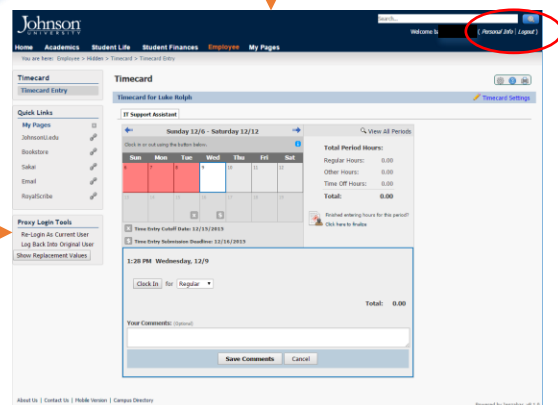 Johnson
UNIVERSITY
Search...
Welcome to
( Personal Info | Logout )
Home Academics Student Life Student Finances Employee My Pages
You are here: Employee > Hidden > Timecard > Timecard Entry
Timecard
Timecard Entry
Quick Links
My Pages
JohnsonU.edu
Bookstore
Sakai
Email
RoyalScribe
Proxy Login Tools
Re-Login As Current User
Log Back Into Original User
Show Replacement Values
Timecard
Timecard for Luke Rolph
Timecard Settings
IT Support Assistant
Sunday 12/6 - Saturday 12/12
View All Periods
Clock in or out using the button below.
Sun Mon Tue Wed Thu Fri Sat
6 7 8 9 10 11 12
Time Entry Cutoff Date: 12/15/2015
Time Entry Submission Deadline: 12/16/2015
Total Period Hours:
Regular Hours: 0.00
Other Hours: 0.00
Time Off Hours: 0.00
Total: 0.00
Finished entering hours for this period?
Click here to finalize
1:28 PM Wednesday, 12/9
Clock In for Regular
Total: 0.00
Your Comments: (Optional)
Save Comments Cancel
About Us | Contact Us | Mobile Version | Campus Directory